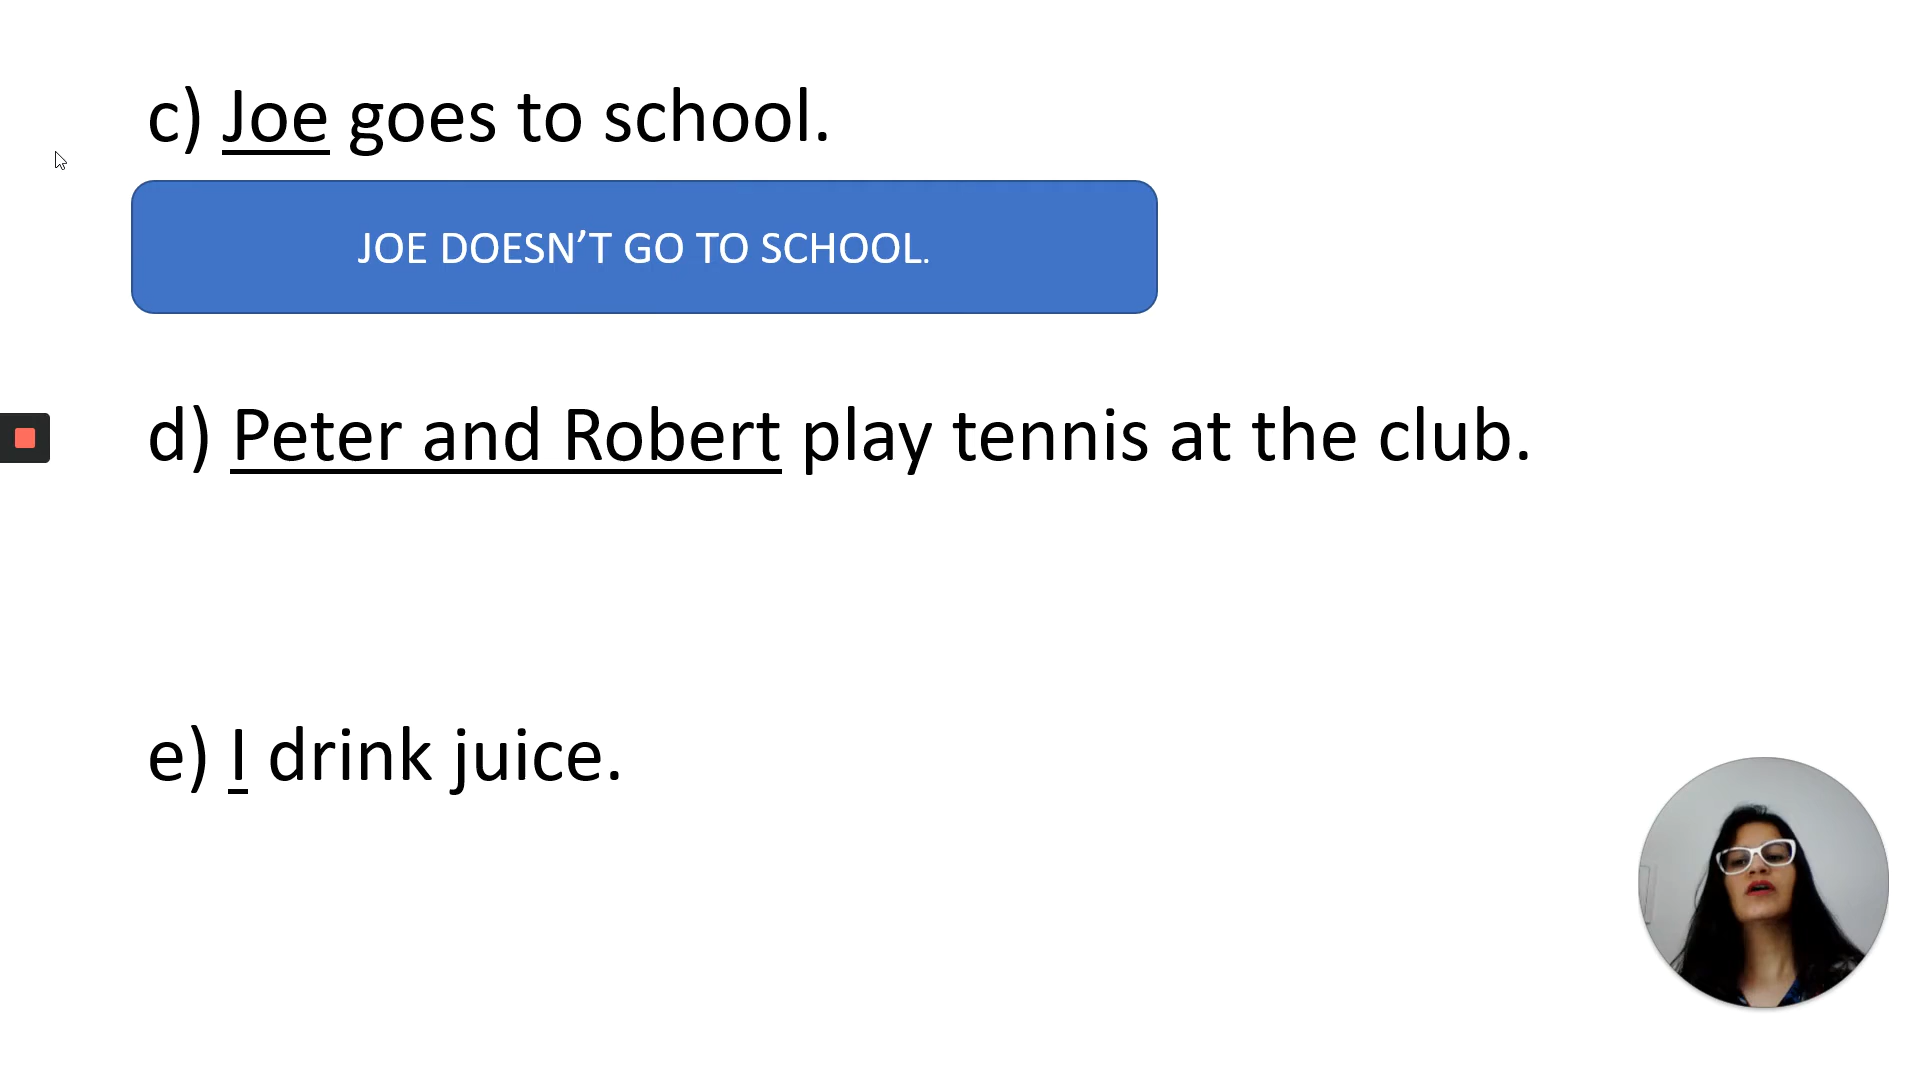 c) Joe goes to school.
JOE DOESN’T GO TO SCHOOL.
d) Peter and Robert play tennis at the club.
e) I drink juice.